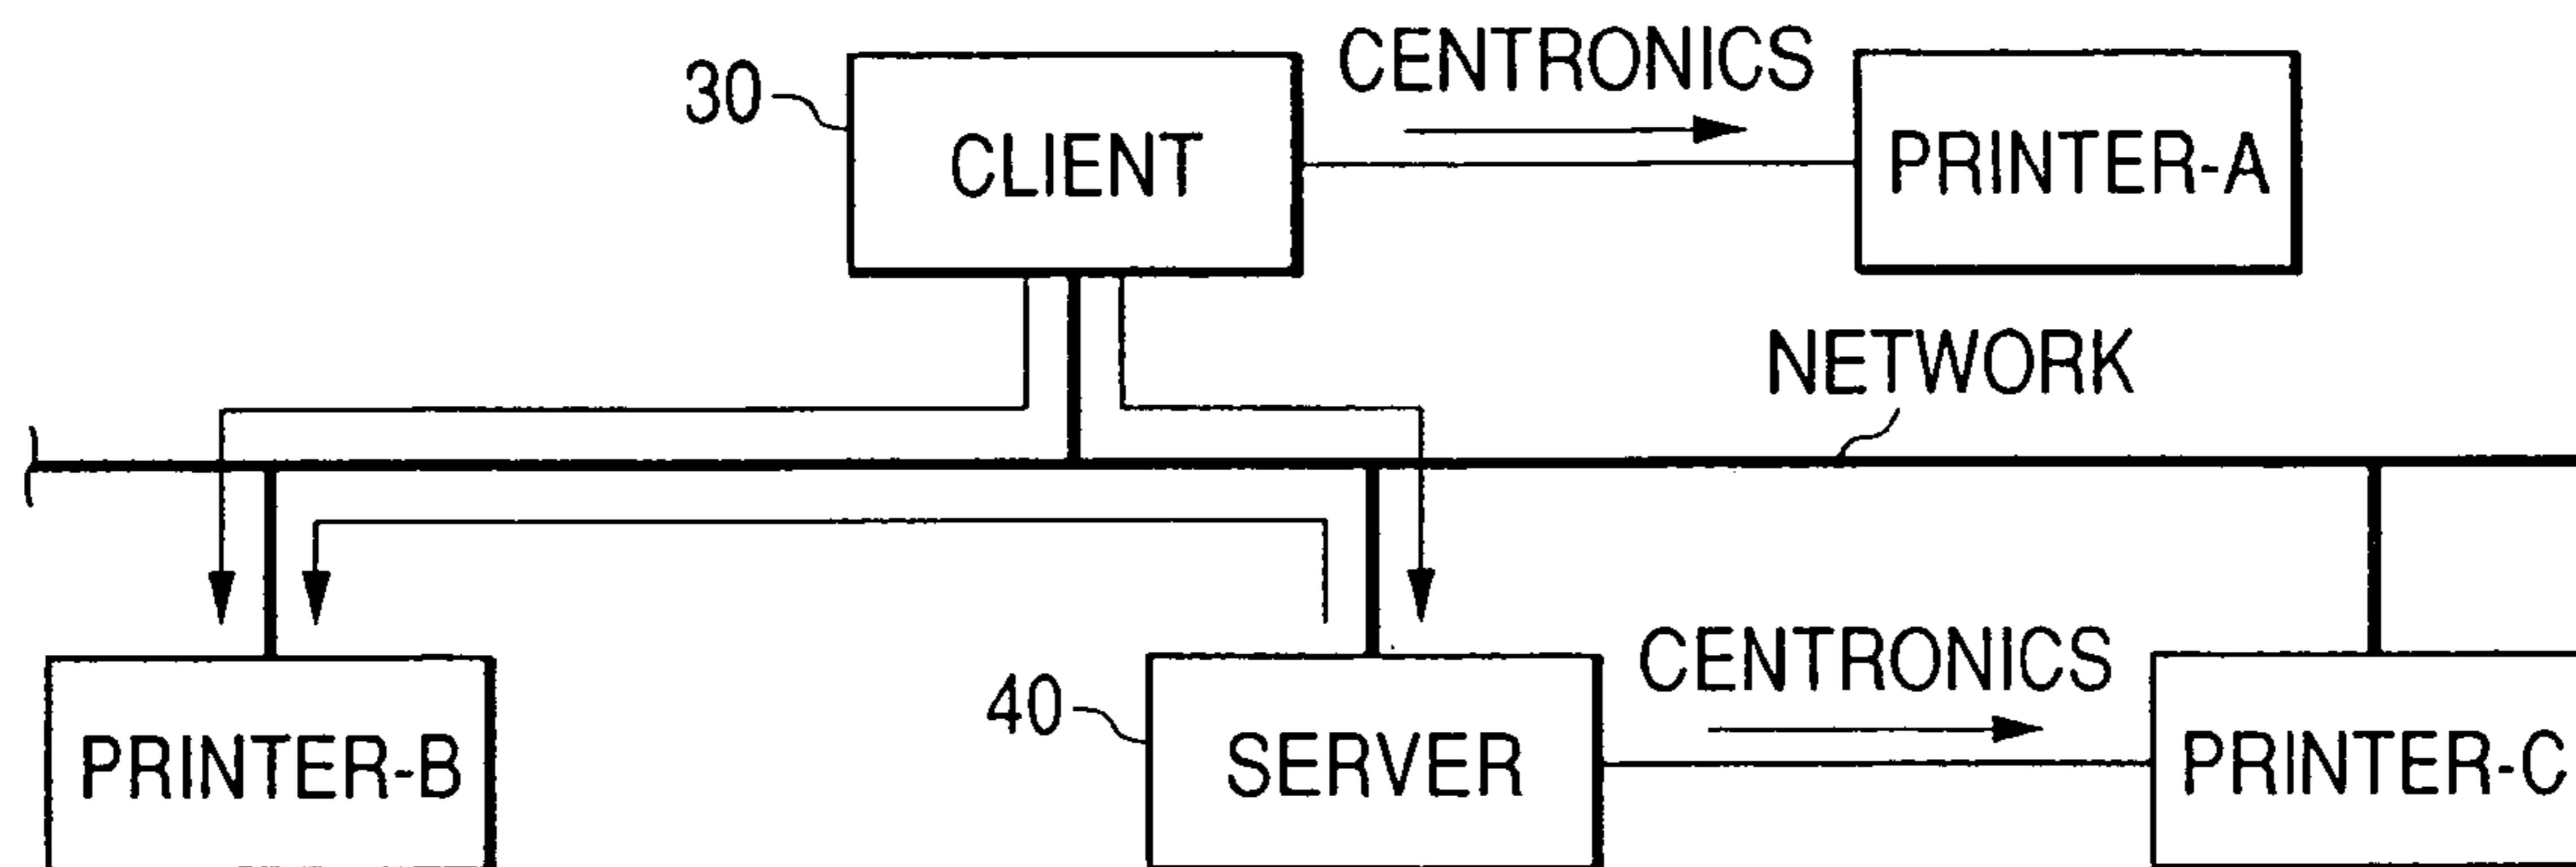 CENTRONICS
30
CLIENT
PRINTER-A
NETWORK
CENTRONICS
40
PRINTER-B
SERVER
PRINTER-C